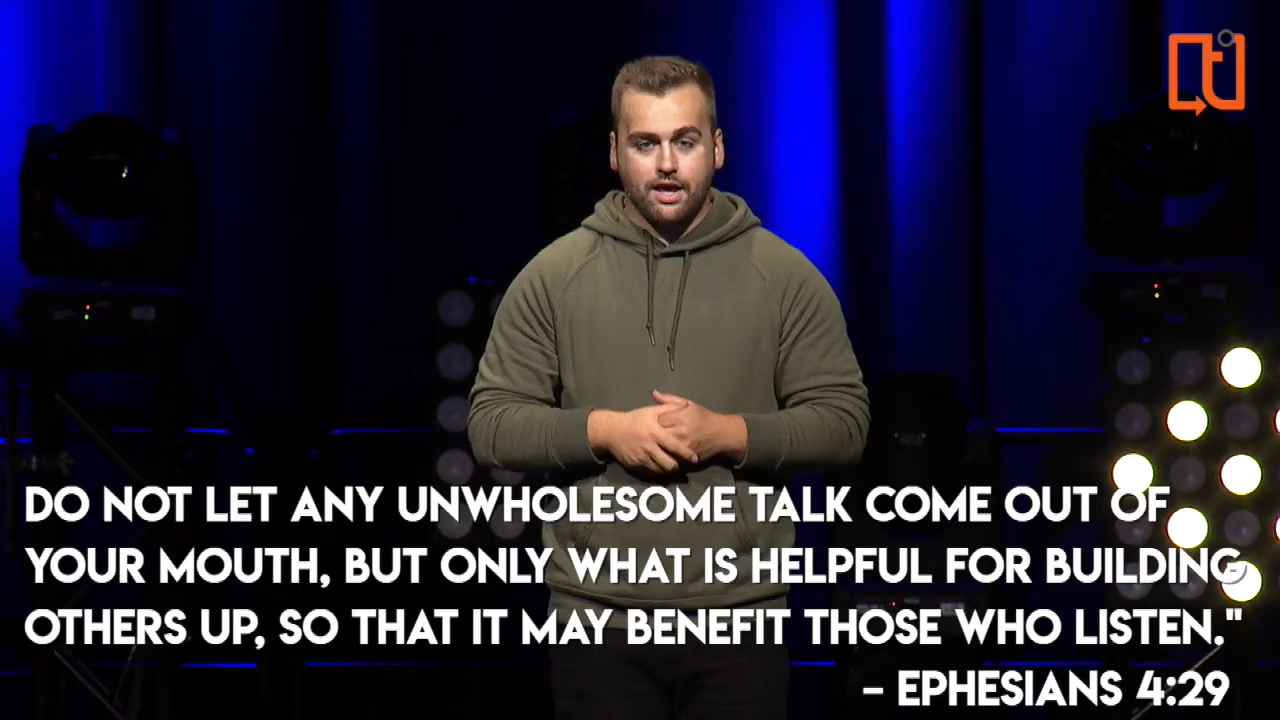 DO NOT LET ANY UNWHOLESOME TALK COME OUT OF
YOUR MOUTH, BUT ONLY WHAT IS HELPFUL FOR BUILDING
OTHERS UP, SO THAT IT MAY BENEFIT THOSE WHO LISTEN."
– EPHESIANS 4:29